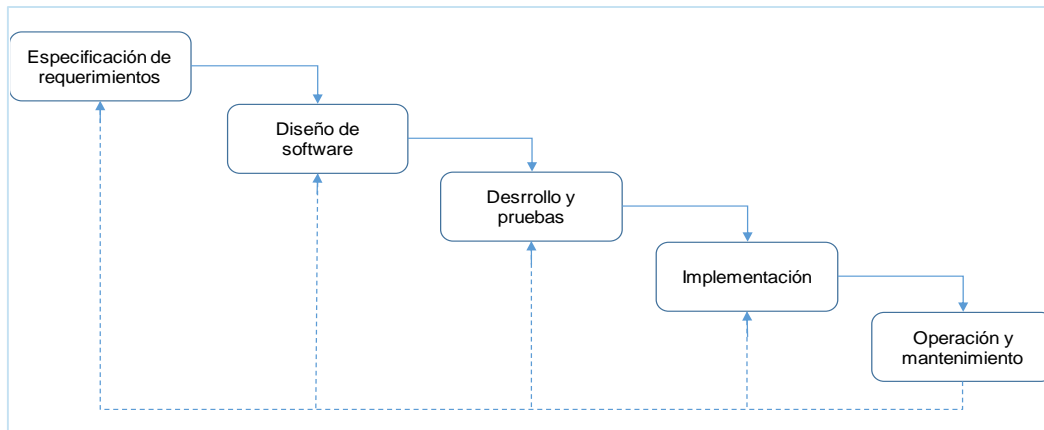 Especificación de
requerimientos
Diseño de
software
Desrrollo y
pruebas
Implementación
Operación y
mantenimiento